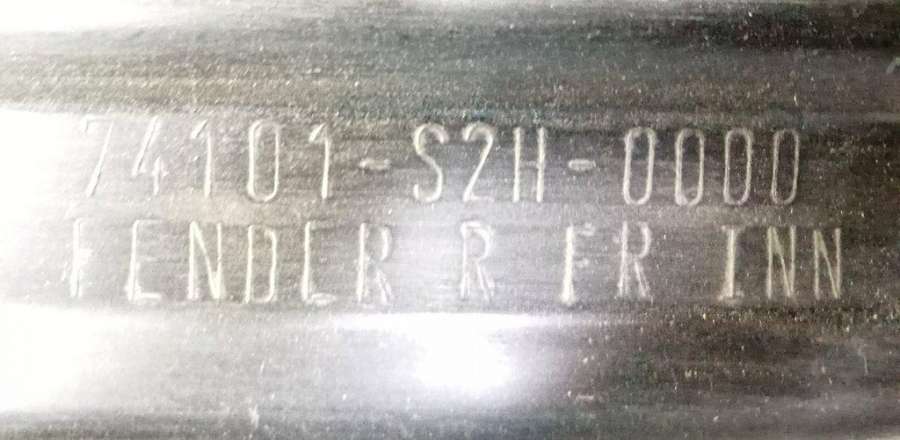 74101-S2H-0000
FENDER R FR INN